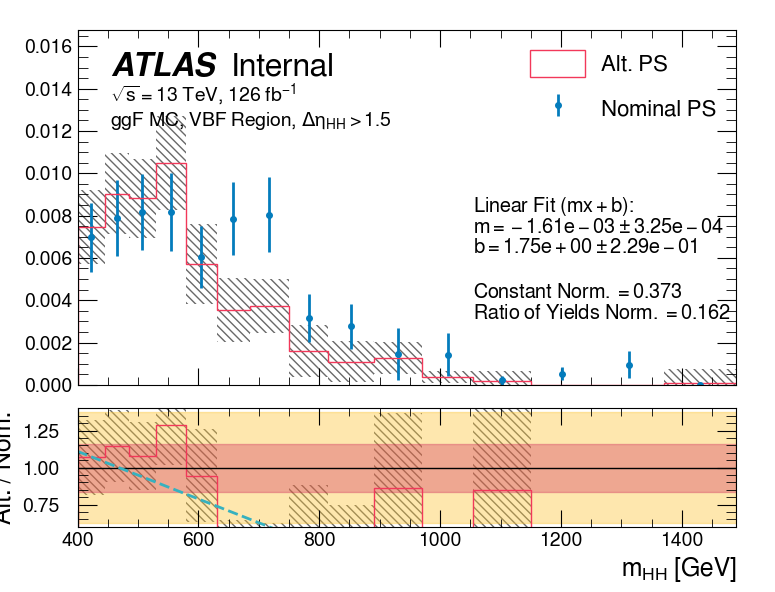 ATLAS Internal
√s = 13 TeV, 126 fb⁻¹
ggF MC, VBF Region, Δη_HH > 1.5
Alt. PS
Nominal PS
Linear Fit (mx + b):
m = − 1.61e − 03 ± 3.25e − 04
b = 1.75e + 00 ± 2.29e − 01
Constant Norm. = 0.373
Ratio of Yields Norm. = 0.162
0.016
0.014
0.012
0.010
0.008
0.006
0.004
0.002
0.000
Alt. / Nom.
1.25
1.00
0.75
400 600 800 1000 1200 1400
m_HH [GeV]